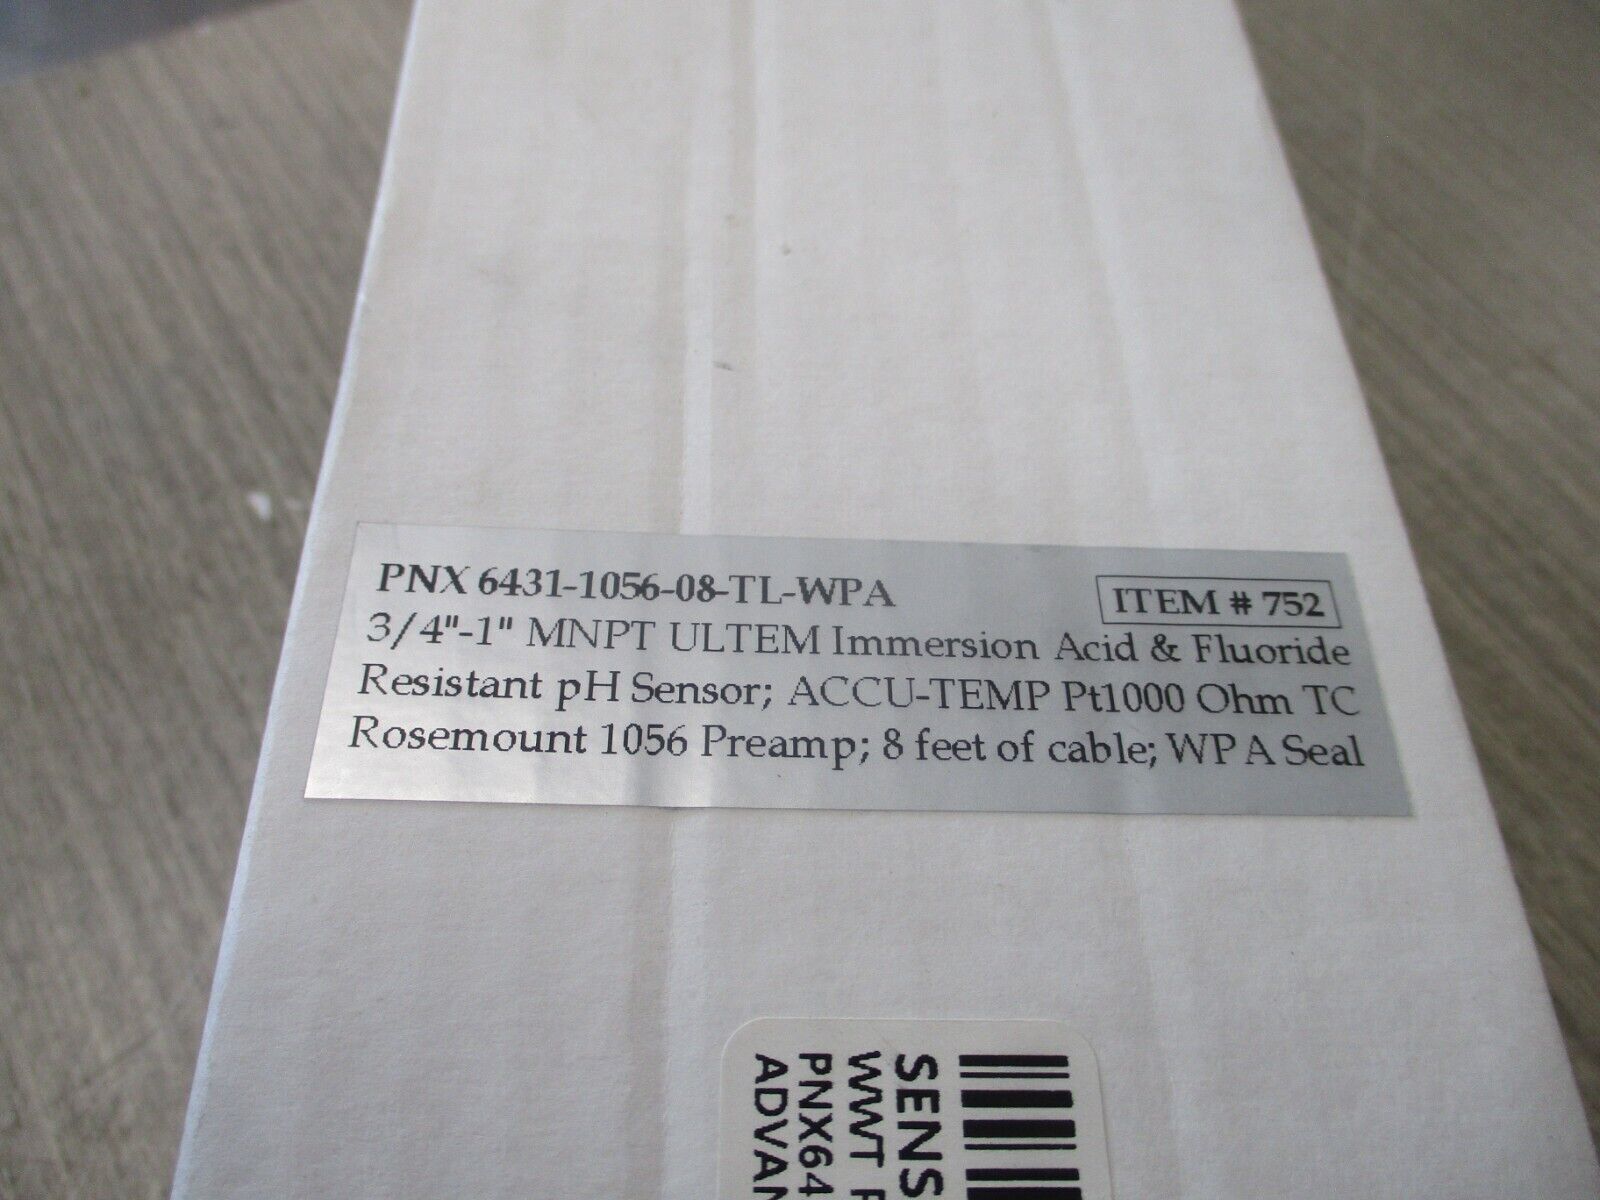 PNX 6431-1056-08-TL-WPA
ITEM # 752
3/4"-1" MNPT ULTEM Immersion Acid & Fluoride
Resistant pH Sensor; ACCU-TEMP Pt1000 Ohm TC
Rosemount 1056 Preamp; 8 feet of cable; WPA Seal
SENS
WWT
PNX64
ADVAN